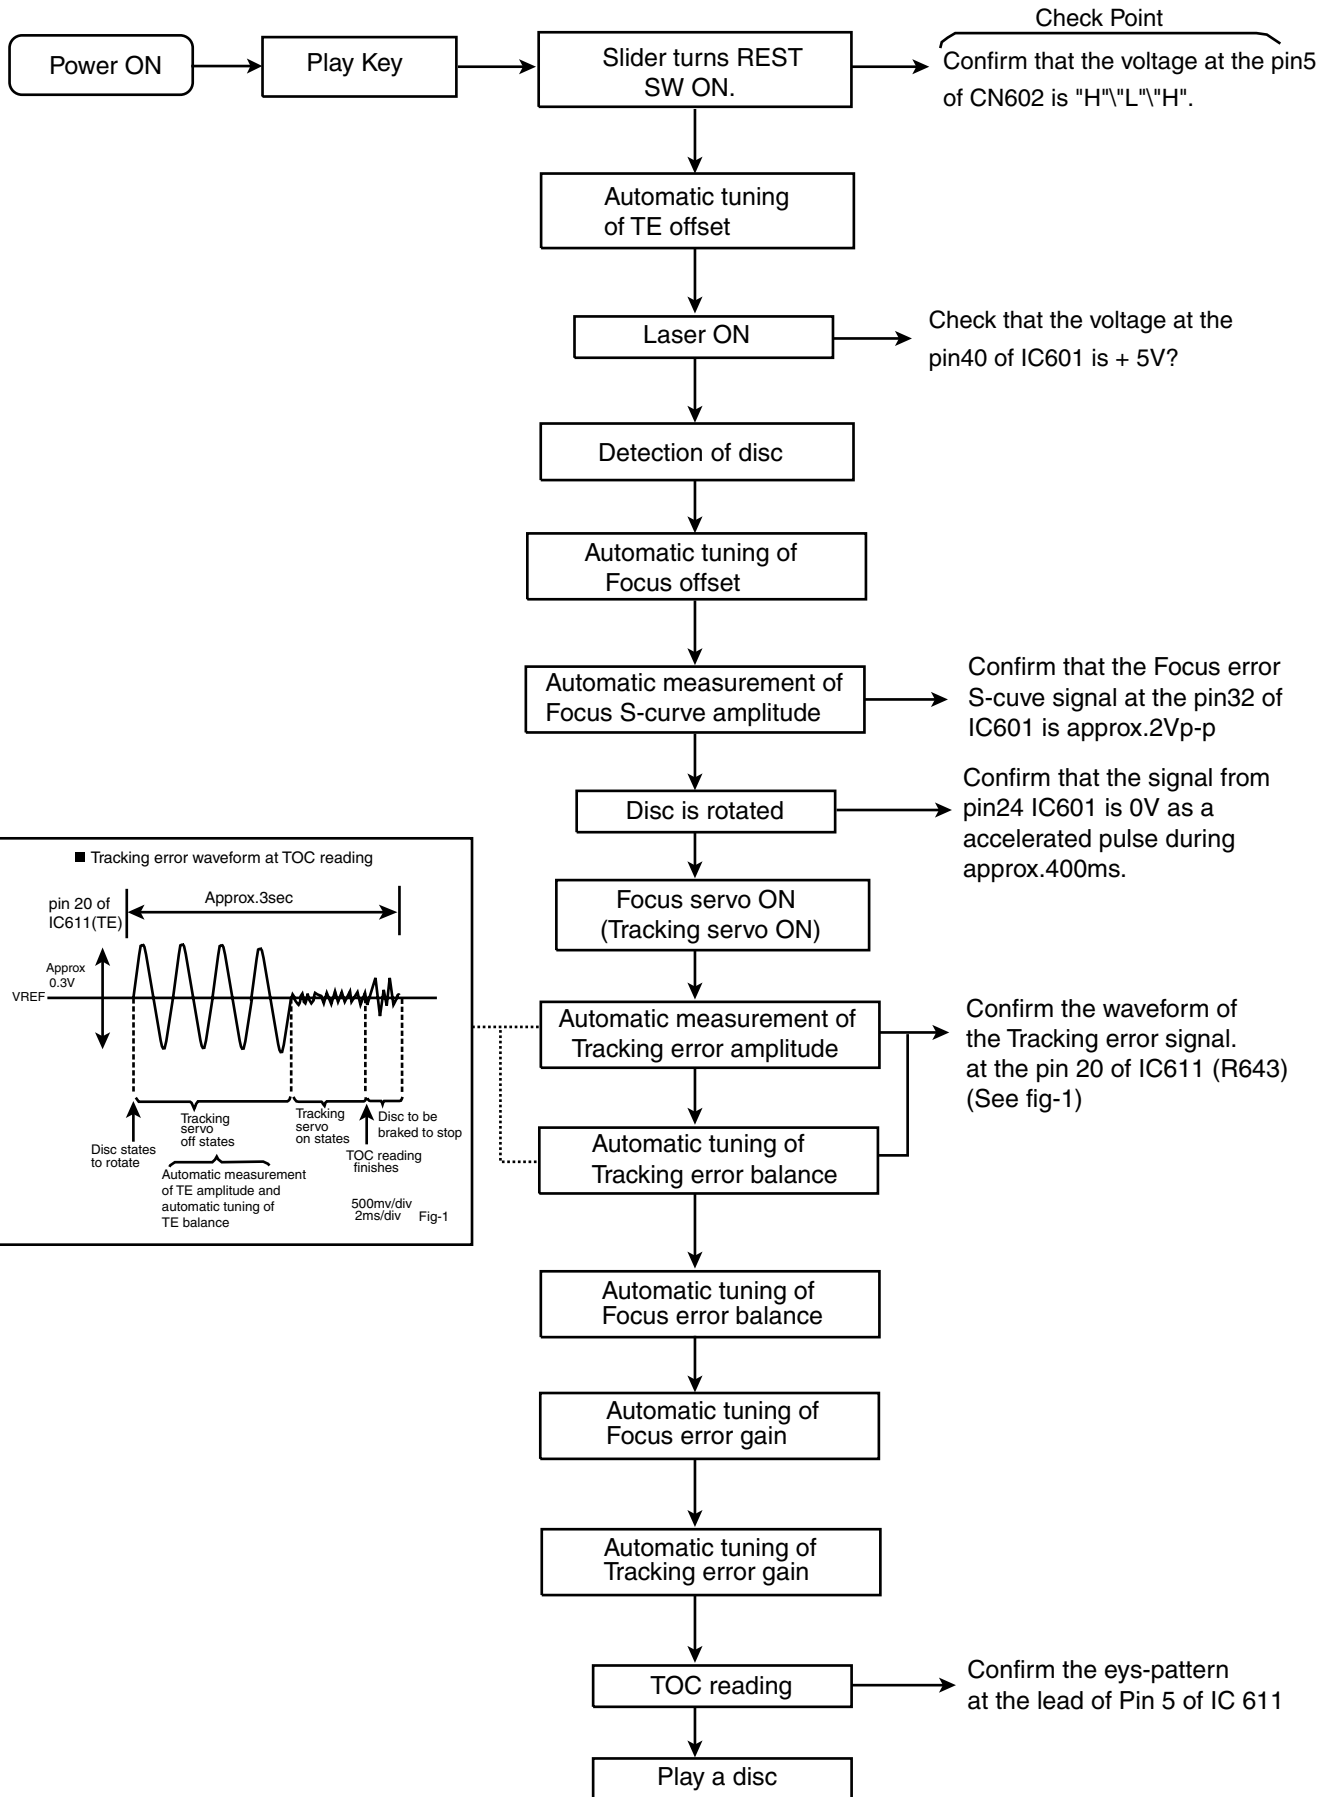 Check Point
Power ON
Play Key
Slider turns REST
SW ON.
Confirm that the voltage at the pin5
of CN602 is "H"\"L"\"H".
Automatic tuning
of TE offset
Laser ON
Check that the voltage at the
pin40 of IC601 is + 5V?
Detection of disc
Automatic tuning of
Focus offset
Automatic measurement of
Focus S-curve amplitude
Confirm that the Focus error
S-cuve signal at the pin32 of
IC601 is approx.2Vp-p
Disc is rotated
Confirm that the signal from
pin24 IC601 is 0V as a
accelerated pulse during
approx.400ms.
Focus servo ON
(Tracking servo ON)
■ Tracking error waveform at TOC reading
pin 20 of
IC611(TE)
Approx.3sec
Approx
0.3V
VREF
Tracking
servo
off states
Tracking
servo
on states
Disc to be
braked to stop
Disc states
to rotate
TOC reading
finishes
Automatic measurement
of TE amplitude and
automatic tuning of
TE balance
500mv/div
2ms/div
Fig-1
Automatic measurement of
Tracking error amplitude
Confirm the waveform of
the Tracking error signal.
at the pin 20 of IC611 (R643)
(See fig-1)
Automatic tuning of
Tracking error balance
Automatic tuning of
Focus error balance
Automatic tuning of
Focus error gain
Automatic tuning of
Tracking error gain
TOC reading
Confirm the eys-pattern
at the lead of Pin 5 of IC 611
Play a disc